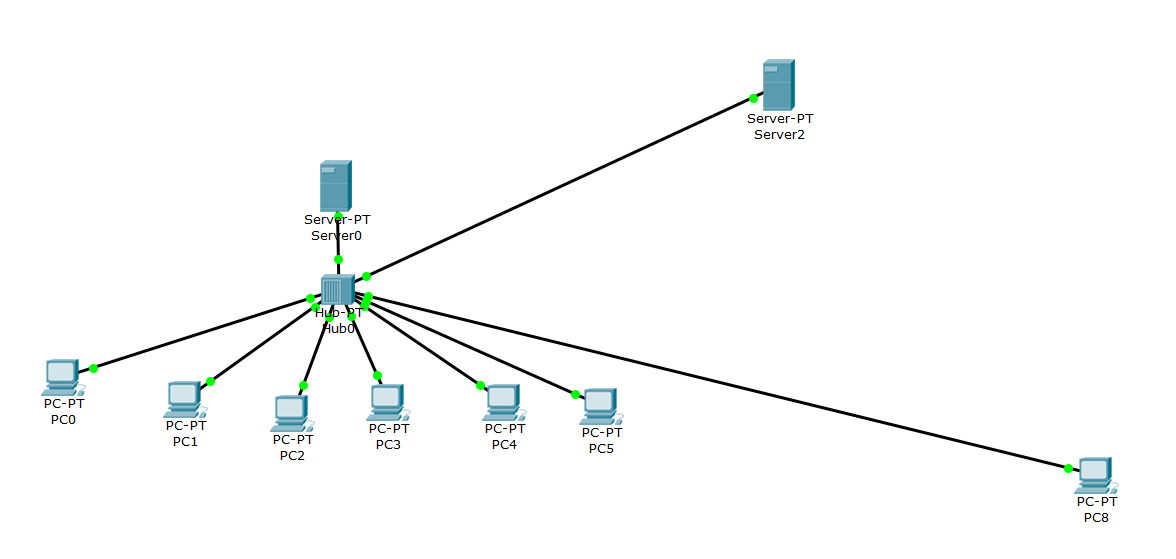 Server-PT
Server2
Server-PT
Server0
Hub-PT
Hub0
PC-PT
PC0
PC-PT
PC1
PC-PT
PC2
PC-PT
PC3
PC-PT
PC4
PC-PT
PC5
PC-PT
PC8